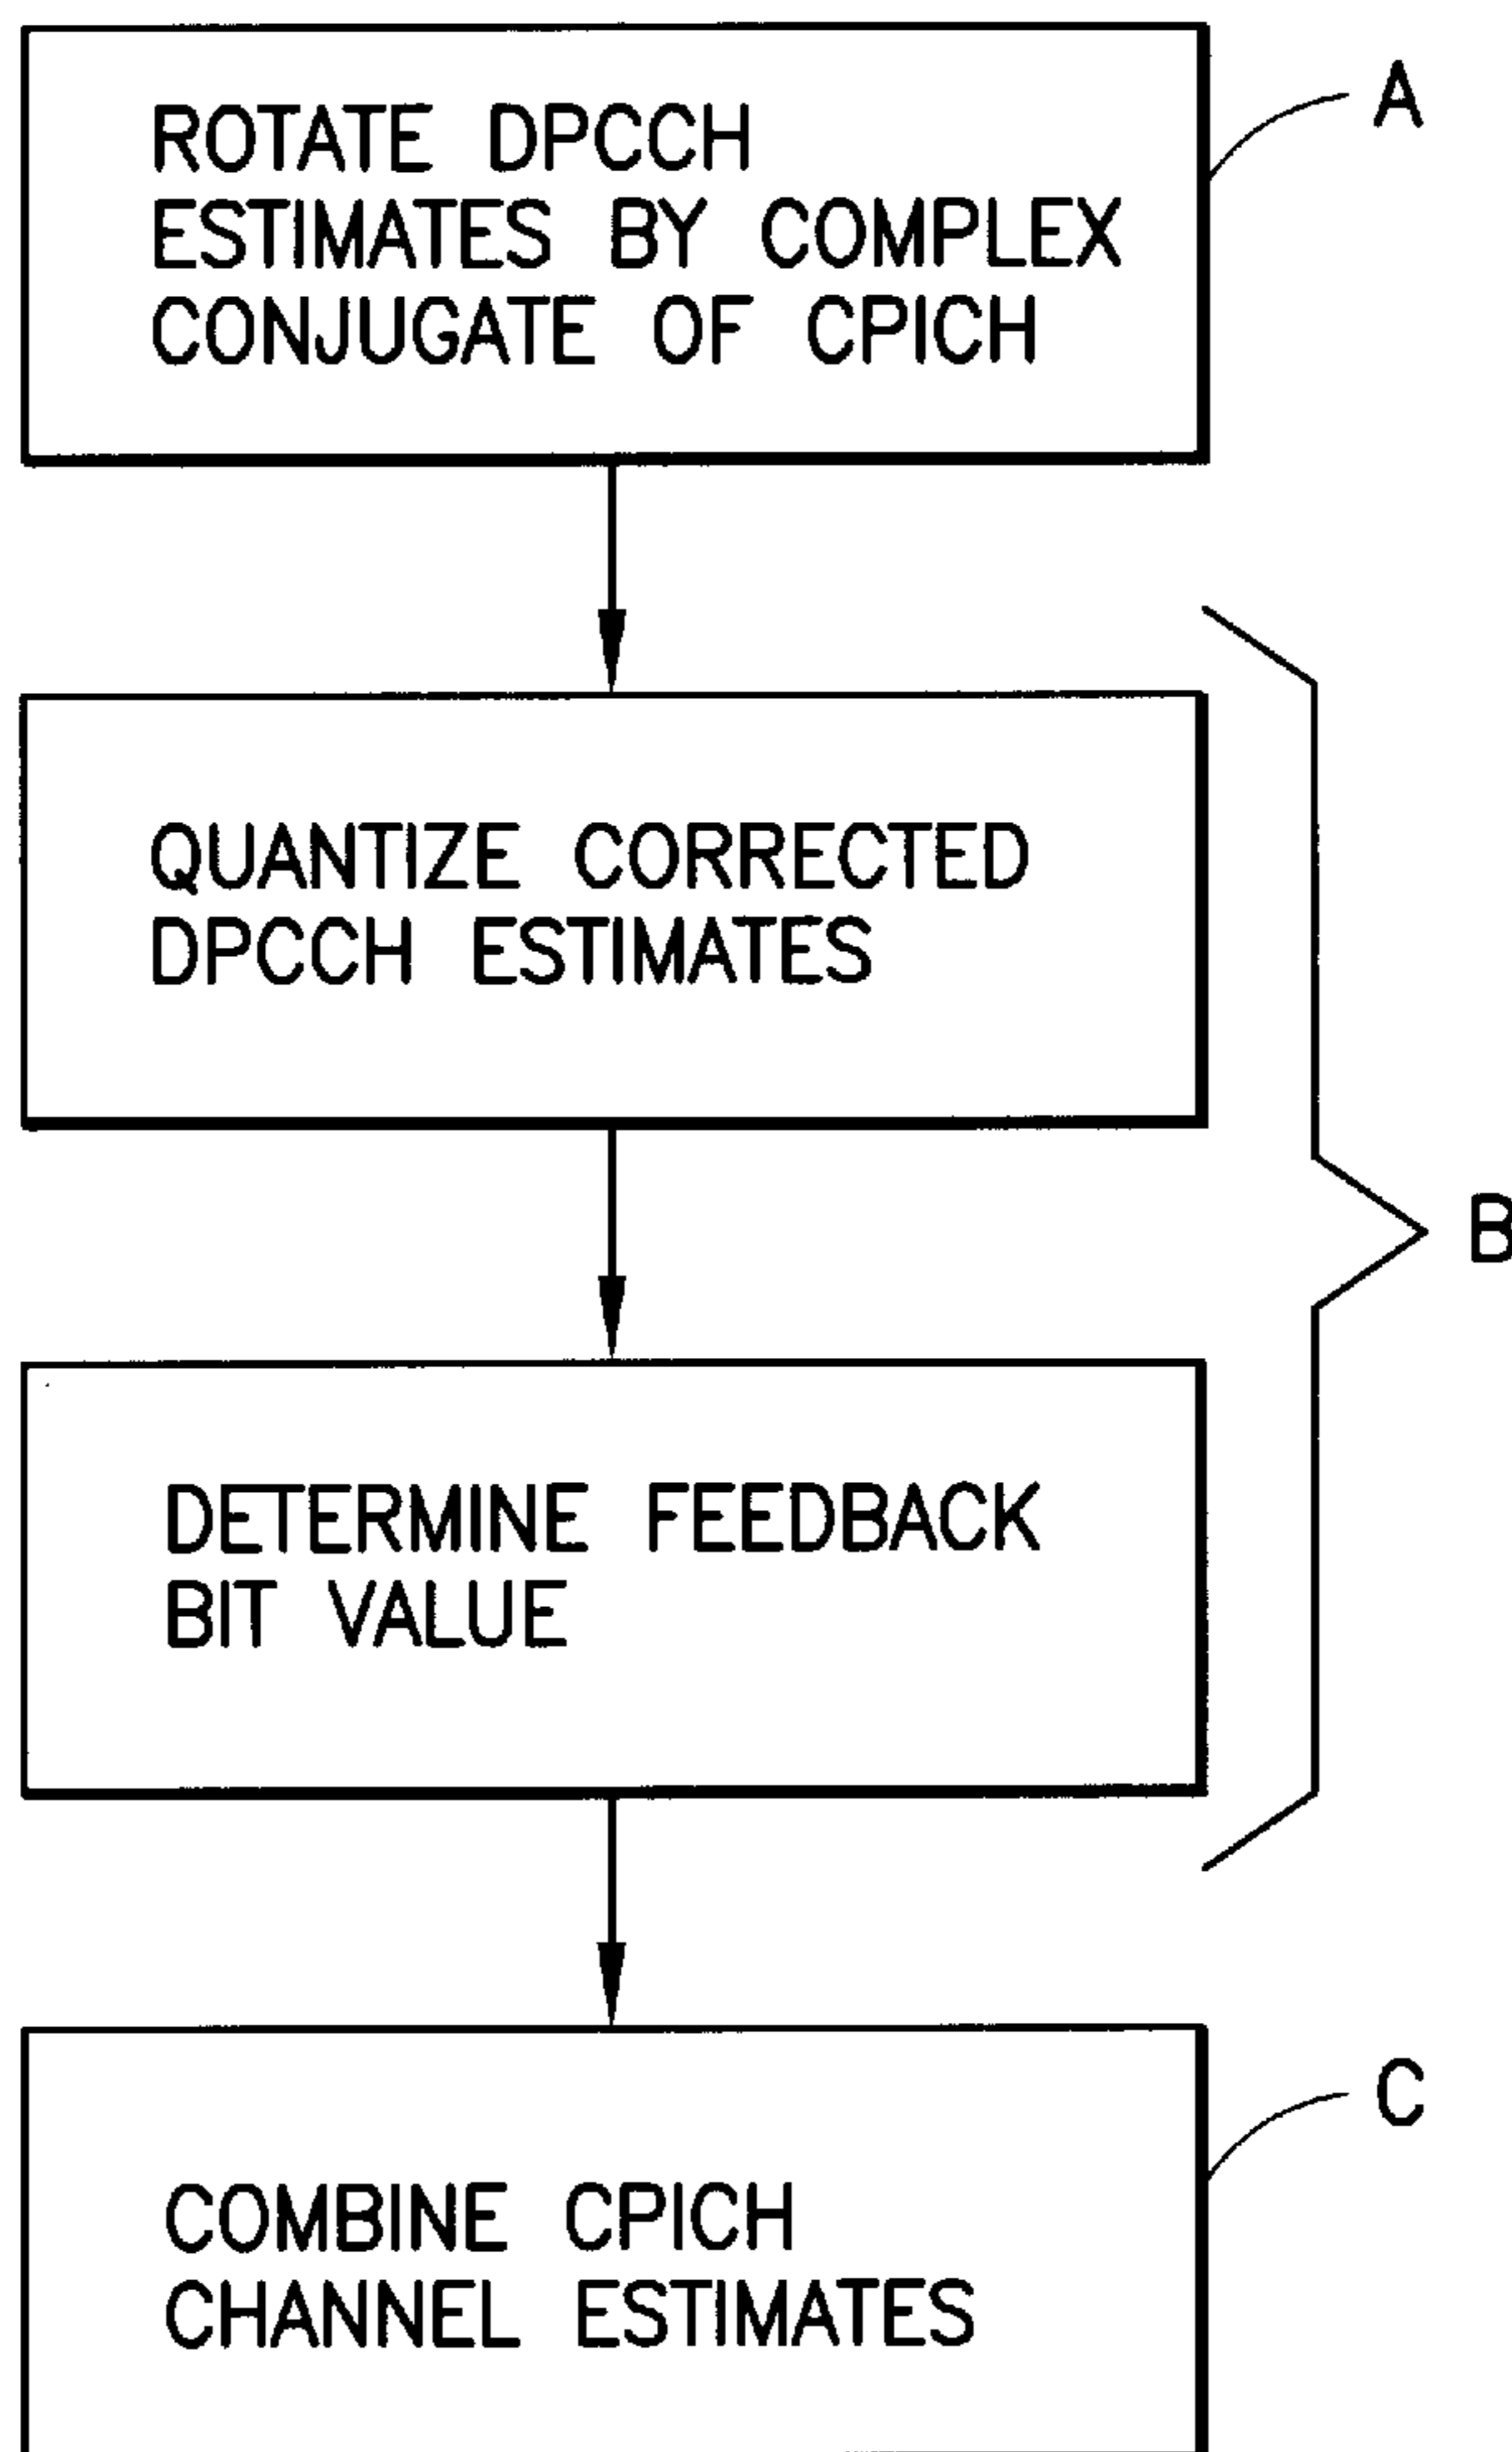 ROTATE DPCCH
ESTIMATES BY COMPLEX
CONJUGATE OF CPICH
A
QUANTIZE CORRECTED
DPCCH ESTIMATES
B
DETERMINE FEEDBACK
BIT VALUE
C
COMBINE CPICH
CHANNEL ESTIMATES